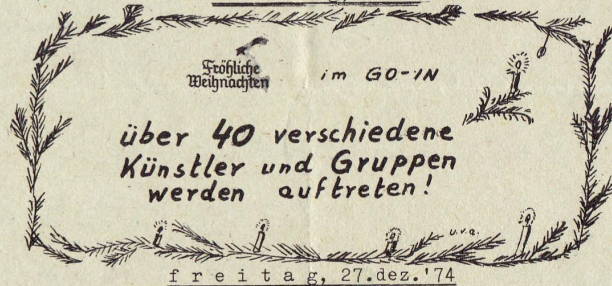 Fröhliche
Weihnachten
im GO-IN
über 40 verschiedene
Künstler und Gruppen
werden auftreten!
u.v.a.
freitag, 27.dez.'74